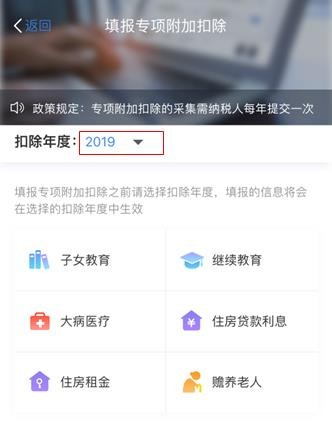 返回
填报专项附加扣除
政策规定：专项附加扣除的采集需纳税人每年提交一次
扣除年度：2019
填报专项附加扣除之前请选择扣除年度，填报的信息将会
在选择的扣除年度中生效
子女教育
继续教育
大病医疗
住房贷款利息
住房租金
赡养老人